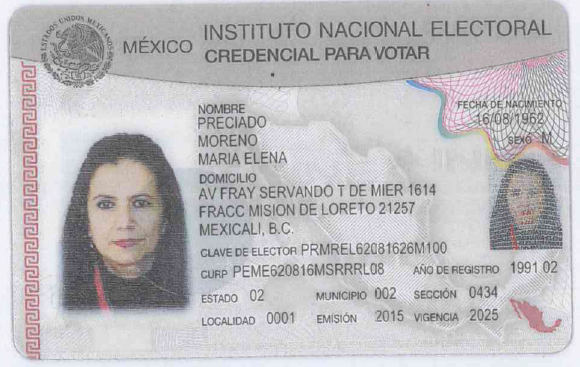 ESTADOS UNIDOS MEXICANOS
MÉXICO
INSTITUTO NACIONAL ELECTORAL
CREDENCIAL PARA VOTAR
NOMBRE
PRECIADO
MORENO
MARIA ELENA
FECHA DE NACIMIENTO
16/08/1962
SEXO M
DOMICILIO
AV FRAY SERVANDO T DE MIER 1614
FRACC MISION DE LORETO 21257
MEXICALI, B.C.
CLAVE DE ELECTOR PRMREL62081626M100
CURP PEME620816MSRRRL08 AÑO DE REGISTRO 1991 02
ESTADO 02 MUNICIPIO 002 SECCIÓN 0434
LOCALIDAD 0001 EMISIÓN 2015 VIGENCIA 2025